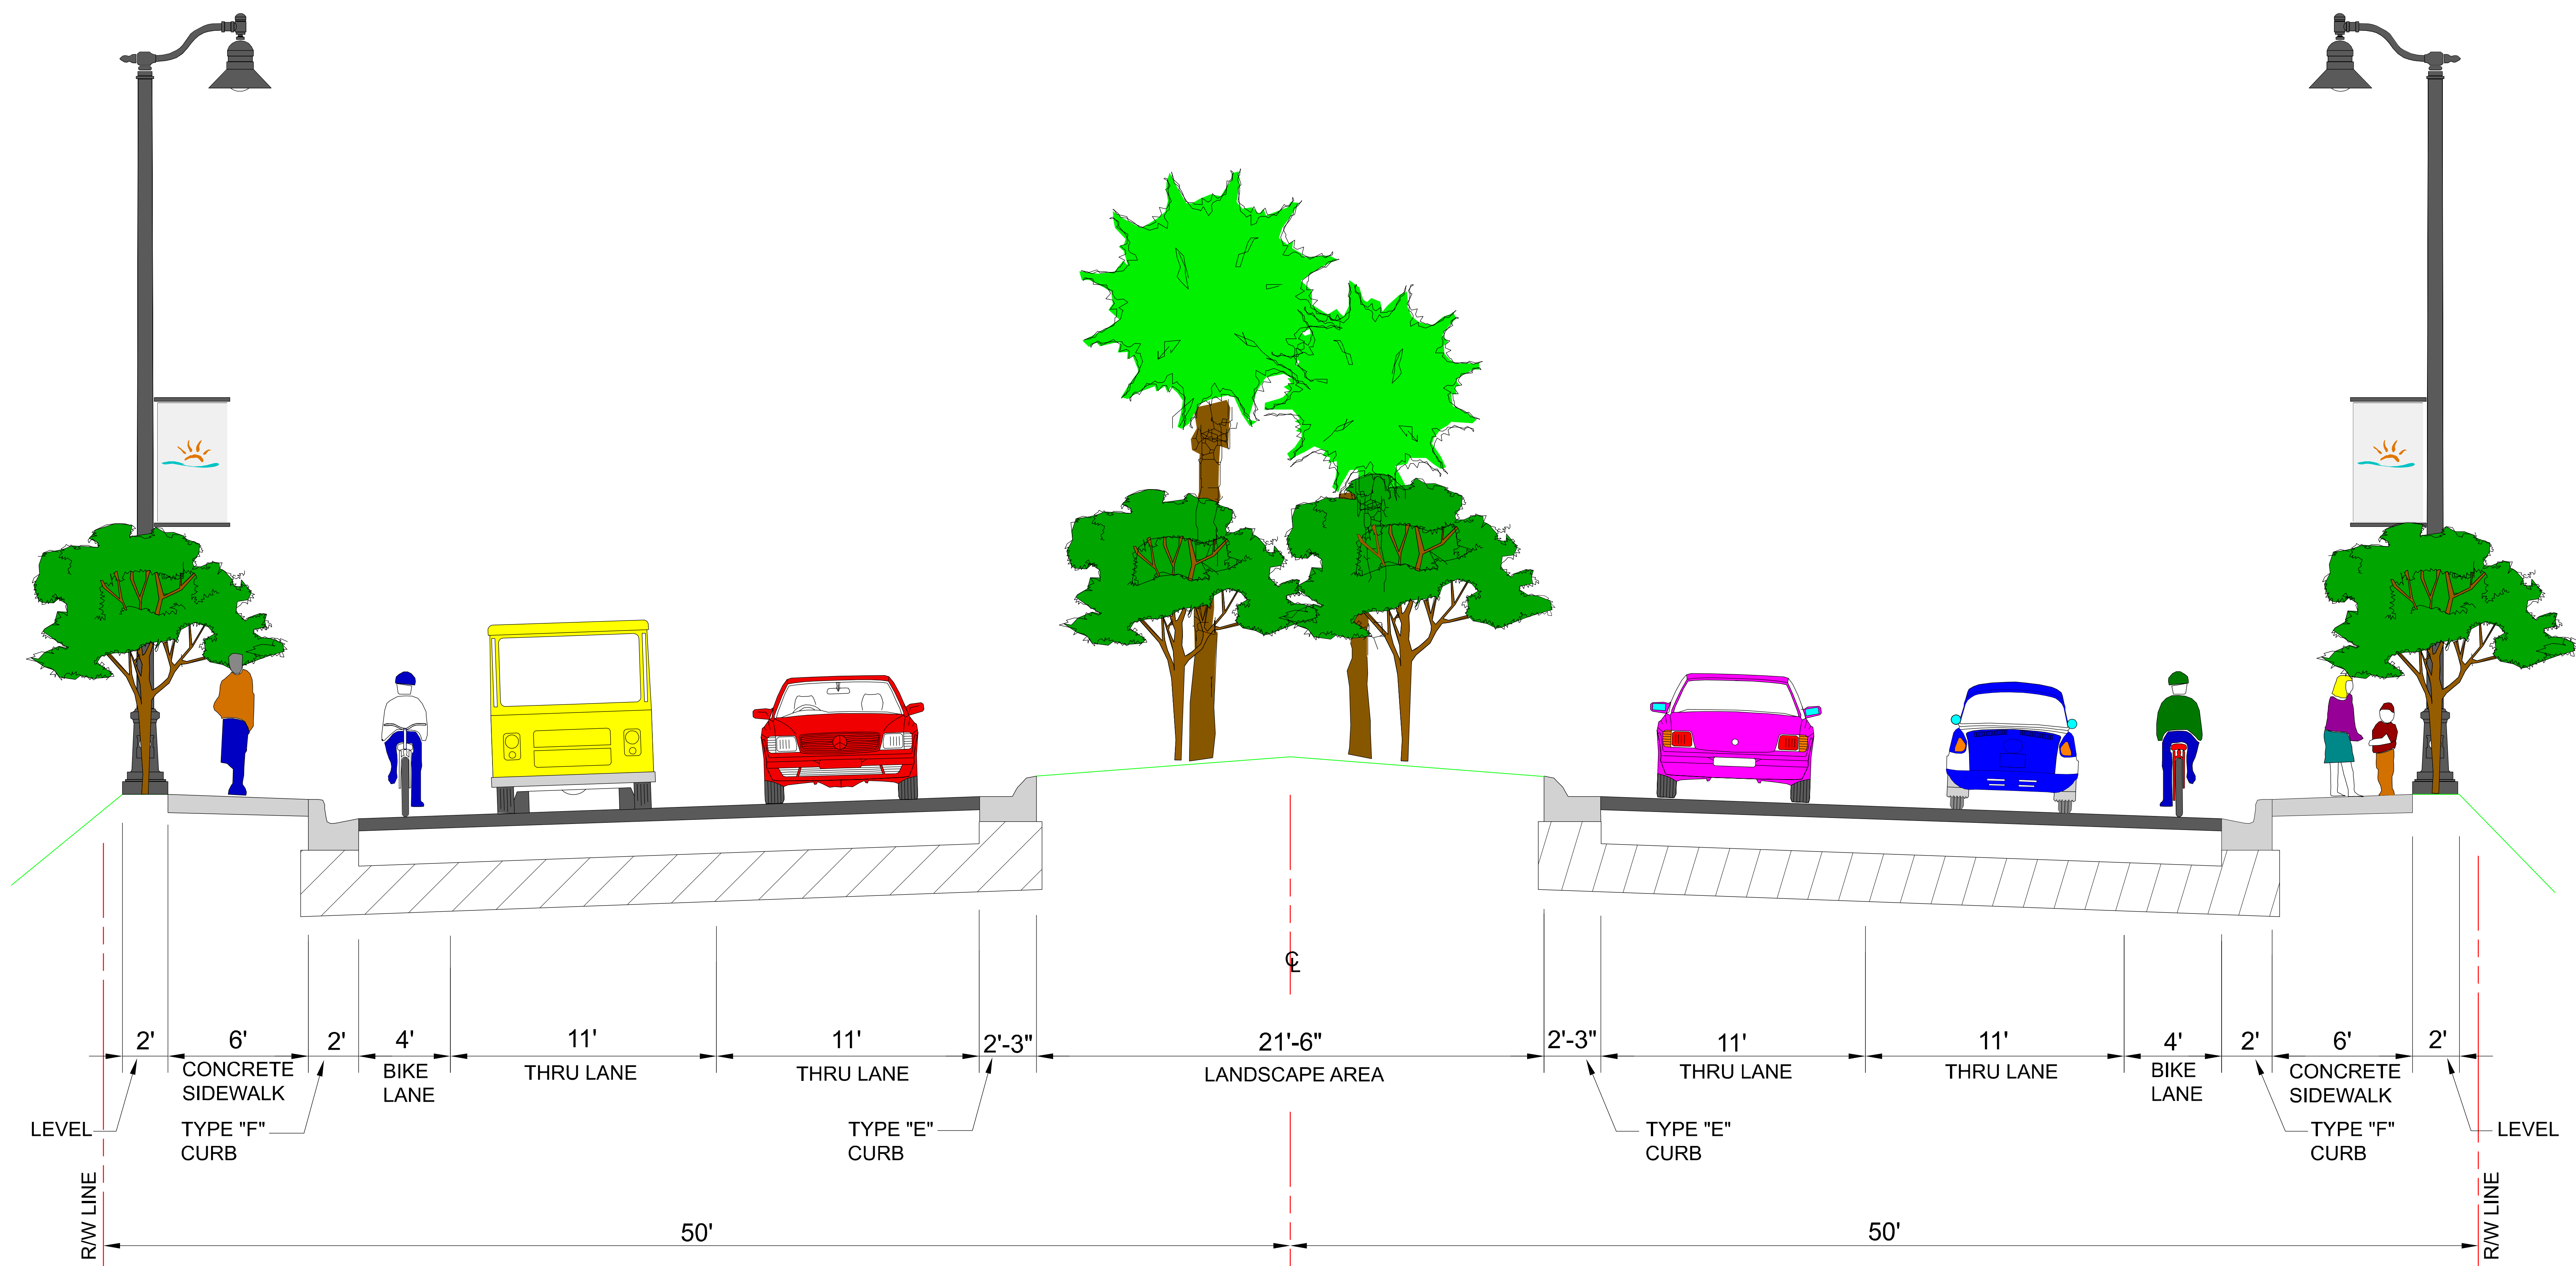 ℄
2' 6' 2' 4' 11' 11' 2'-3" 21'-6" 2'-3" 11' 11' 4' 2' 6' 2'
CONCRETE
SIDEWALK
BIKE
LANE
THRU LANE
THRU LANE
LANDSCAPE AREA
THRU LANE
THRU LANE
BIKE
LANE
CONCRETE
SIDEWALK
LEVEL
TYPE "F"
CURB
TYPE "E"
CURB
TYPE "E"
CURB
TYPE "F"
CURB
LEVEL
R/W LINE
50'
50'
R/W LINE